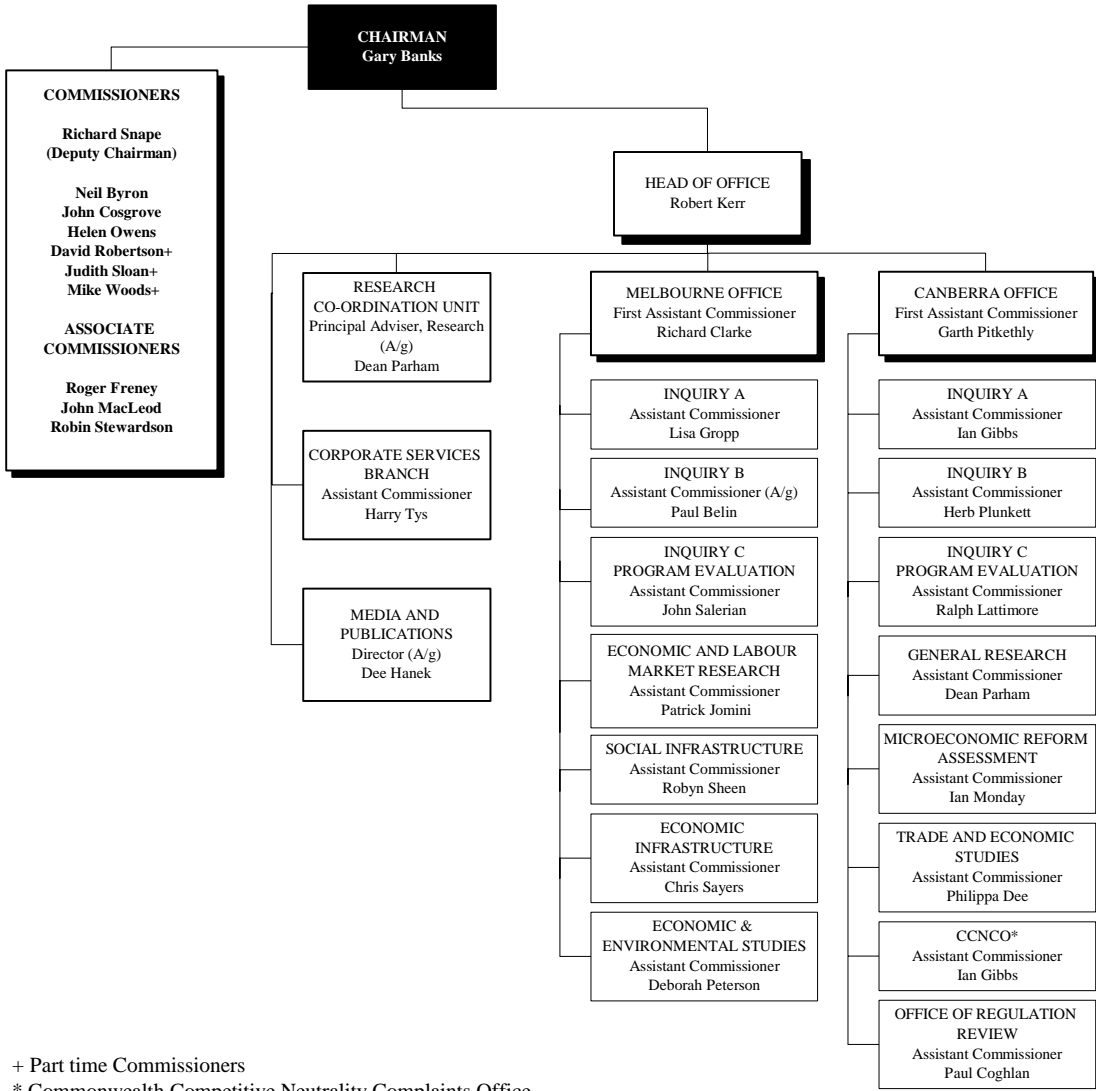 CHAIRMAN
Gary Banks
COMMISSIONERS
Richard Snape
(Deputy Chairman)
Neil Byron
John Cosgrove
Helen Owens
David Robertson+
Judith Sloan+
Mike Woods+
ASSOCIATE
COMMISSIONERS
Roger Freney
John MacLeod
Robin Stewardson
HEAD OF OFFICE
Robert Kerr
RESEARCH
CO-ORDINATION UNIT
Principal Adviser, Research
(A/g)
Dean Parham
CORPORATE SERVICES
BRANCH
Assistant Commissioner
Harry Tys
MEDIA AND
PUBLICATIONS
Director (A/g)
Dee Hanek
MELBOURNE OFFICE
First Assistant Commissioner
Richard Clarke
INQUIRY A
Assistant Commissioner
Lisa Gropp
INQUIRY B
Assistant Commissioner (A/g)
Paul Belin
INQUIRY C
PROGRAM EVALUATION
Assistant Commissioner
John Salerian
ECONOMIC AND LABOUR
MARKET RESEARCH
Assistant Commissioner
Patrick Jomini
SOCIAL INFRASTRUCTURE
Assistant Commissioner
Robyn Sheen
ECONOMIC
INFRASTRUCTURE
Assistant Commissioner
Chris Sayers
ECONOMIC &
ENVIRONMENTAL STUDIES
Assistant Commissioner
Deborah Peterson
CANBERRA OFFICE
First Assistant Commissioner
Garth Pitkethly
INQUIRY A
Assistant Commissioner
Ian Gibbs
INQUIRY B
Assistant Commissioner
Herb Plunkett
INQUIRY C
PROGRAM EVALUATION
Assistant Commissioner
Ralph Lattimore
GENERAL RESEARCH
Assistant Commissioner
Dean Parham
MICROECONOMIC REFORM
ASSESSMENT
Assistant Commissioner
Ian Monday
TRADE AND ECONOMIC
STUDIES
Assistant Commissioner
Philippa Dee
CCNCO*
Assistant Commissioner
Ian Gibbs
OFFICE OF REGULATION
REVIEW
Assistant Commissioner
Paul Coghlan
+ Part time Commissioners
* Commonwealth Competitive Neutrality Complaints Office